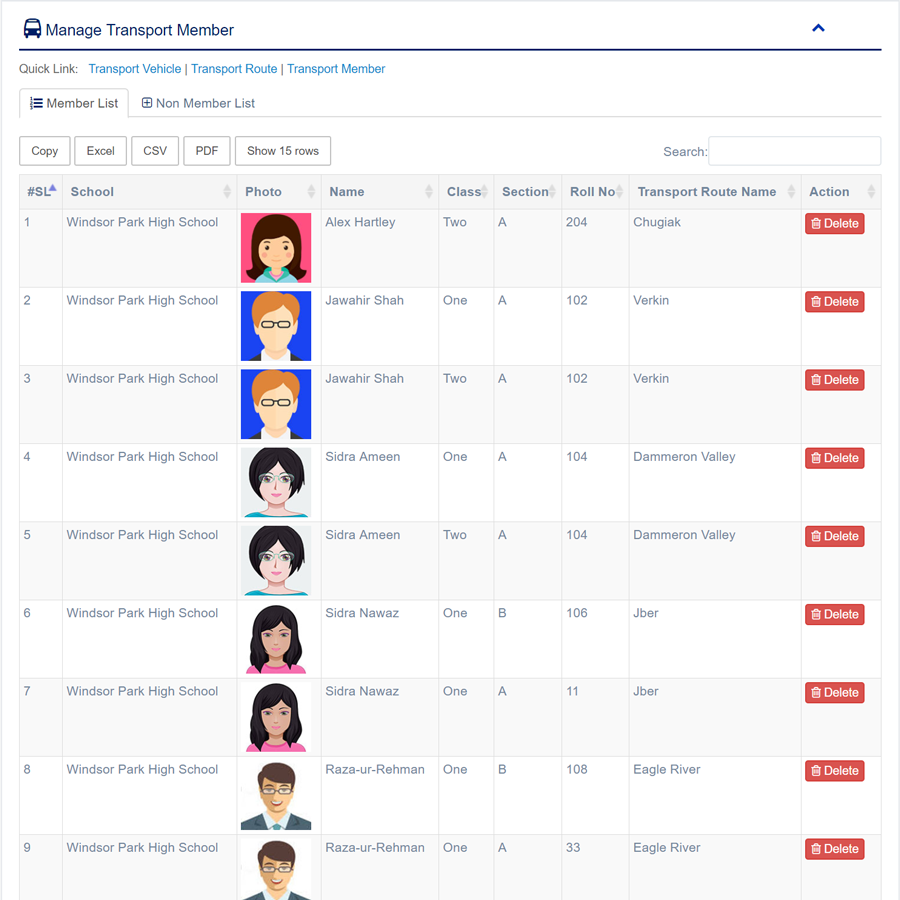 Manage Transport Member
Quick Link: Transport Vehicle | Transport Route | Transport Member
Member List Non Member List
Copy Excel CSV PDF Show 15 rows Search:
#SL School Photo Name Class Section Roll No Transport Route Name Action
1 Windsor Park High School Alex Hartley Two A 204 Chugiak Delete
2 Windsor Park High School Jawahir Shah One A 102 Verkin Delete
3 Windsor Park High School Jawahir Shah Two A 102 Verkin Delete
4 Windsor Park High School Sidra Ameen One A 104 Dammeron Valley Delete
5 Windsor Park High School Sidra Ameen Two A 104 Dammeron Valley Delete
6 Windsor Park High School Sidra Nawaz One B 106 Jber Delete
7 Windsor Park High School Sidra Nawaz One A 11 Jber Delete
8 Windsor Park High School Raza-ur-Rehman One B 108 Eagle River Delete
9 Windsor Park High School Raza-ur-Rehman One A 33 Eagle River Delete